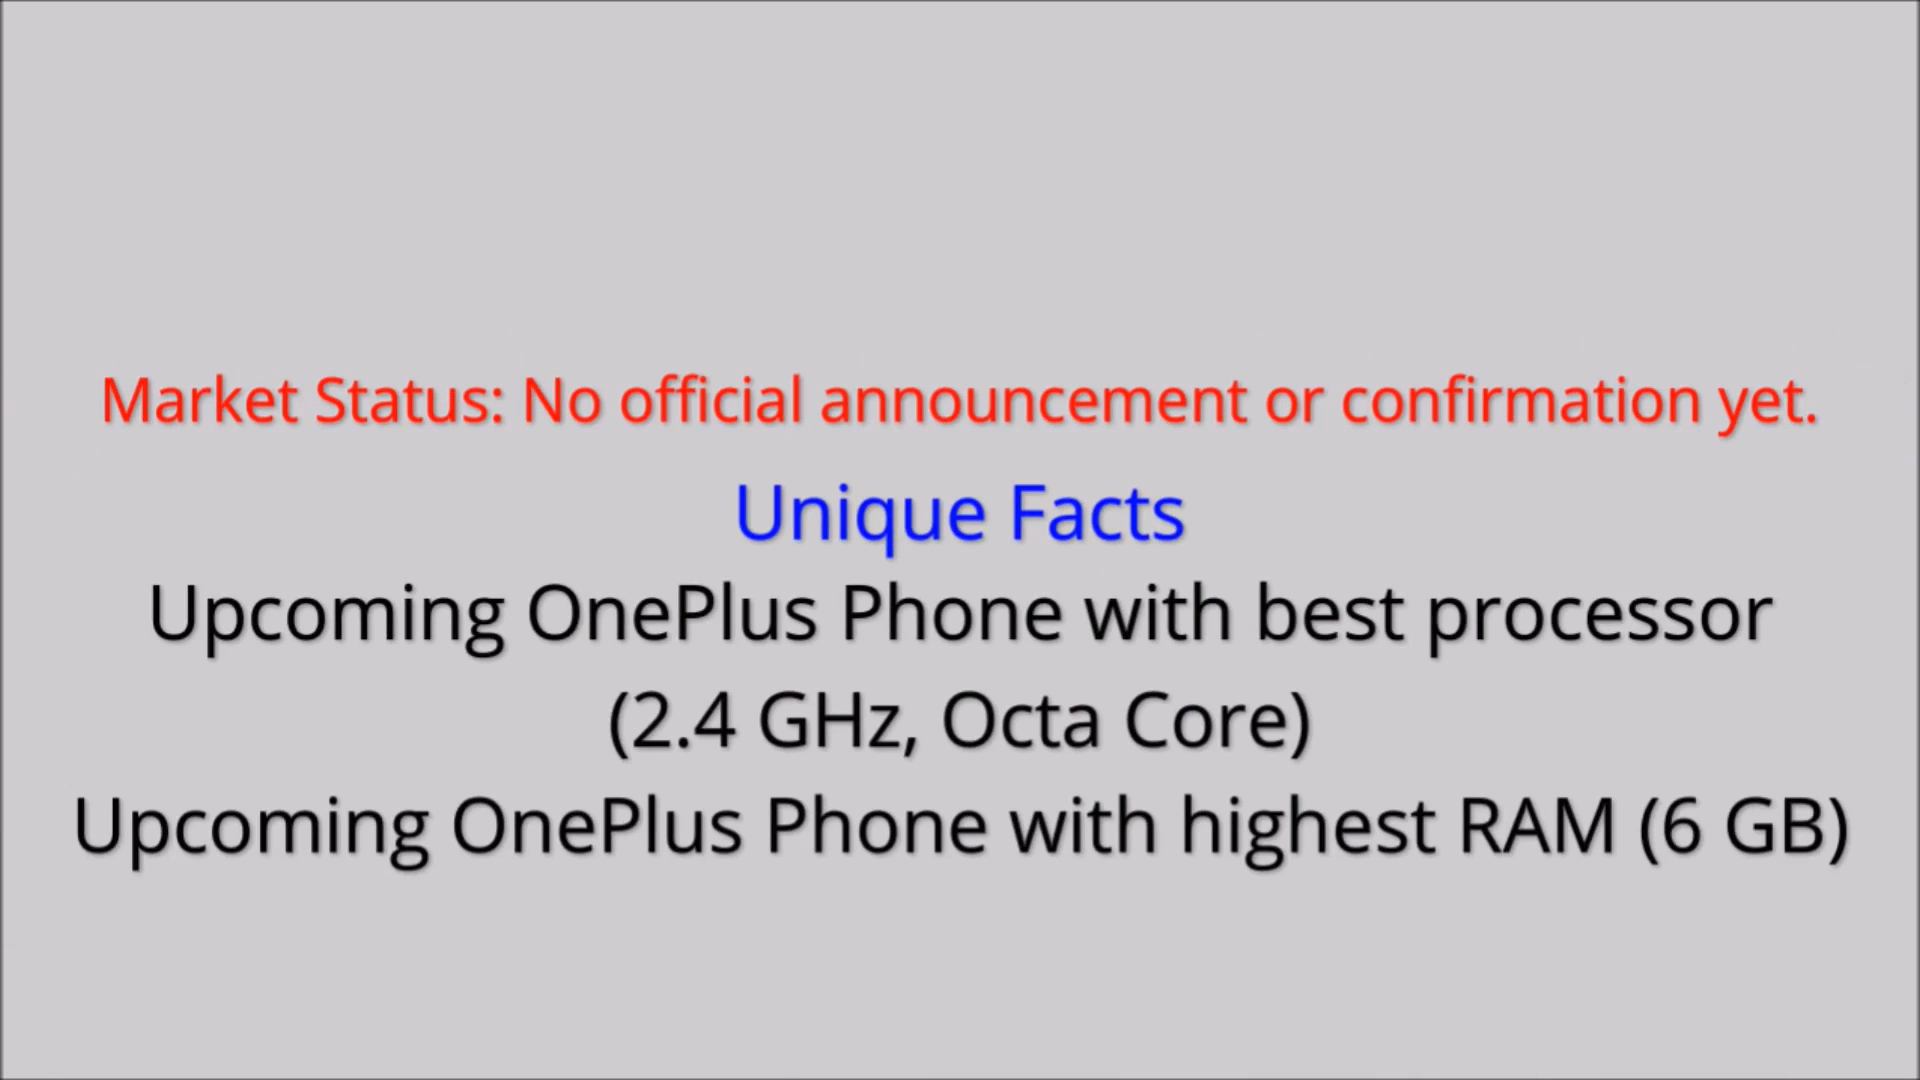 Market Status: No official announcement or confirmation yet.
Unique Facts
Upcoming OnePlus Phone with best processor
(2.4 GHz, Octa Core)
Upcoming OnePlus Phone with highest RAM (6 GB)